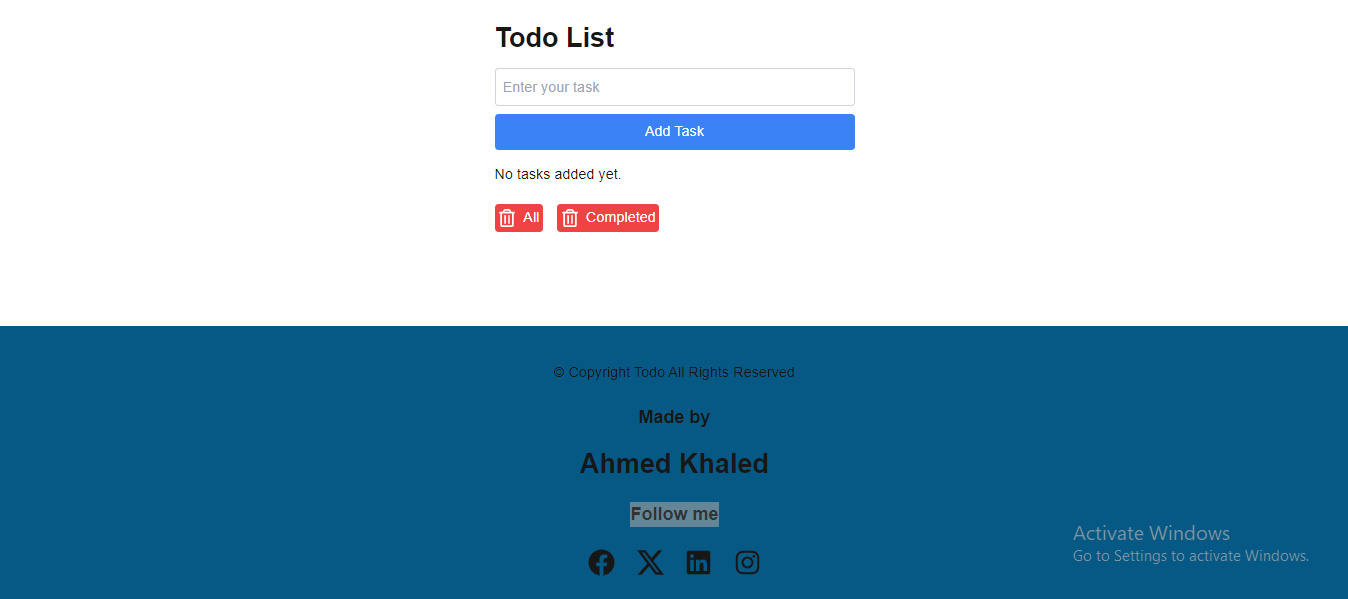 Todo List
Enter your task
Add Task
No tasks added yet.
All Completed
© Copyright Todo All Rights Reserved
Made by
Ahmed Khaled
Follow me
Activate Windows
Go to Settings to activate Windows.